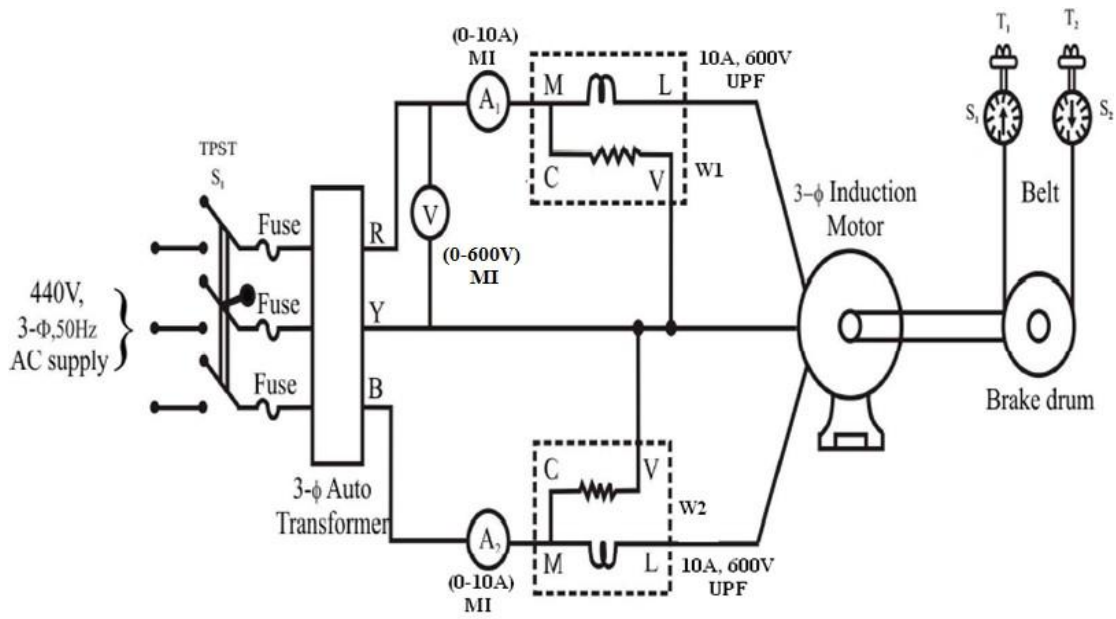 TPST
S₁
440V,
3-Φ,50Hz
AC supply
Fuse
Fuse
Fuse
R
Y
B
3-ϕ Auto
Transformer
V
(0-600V)
MI
(0-10A)
MI
A₁
M
L
C
V
W1
10A, 600V
UPF
A₂
(0-10A)
MI
C
V
M
L
W2
10A, 600V
UPF
3-ϕ Induction
Motor
T₁
T₂
S₁
S₂
Belt
Brake drum